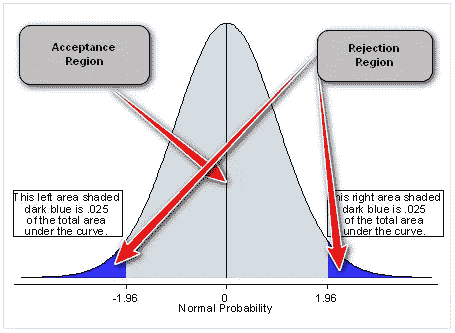 Acceptance
Region
Rejection
Region
This left area shaded
dark blue is .025
of the total area
under the curve.
This right area shaded
dark blue is .025
of the total area
under the curve.
-1.96
0
1.96
Normal Probability